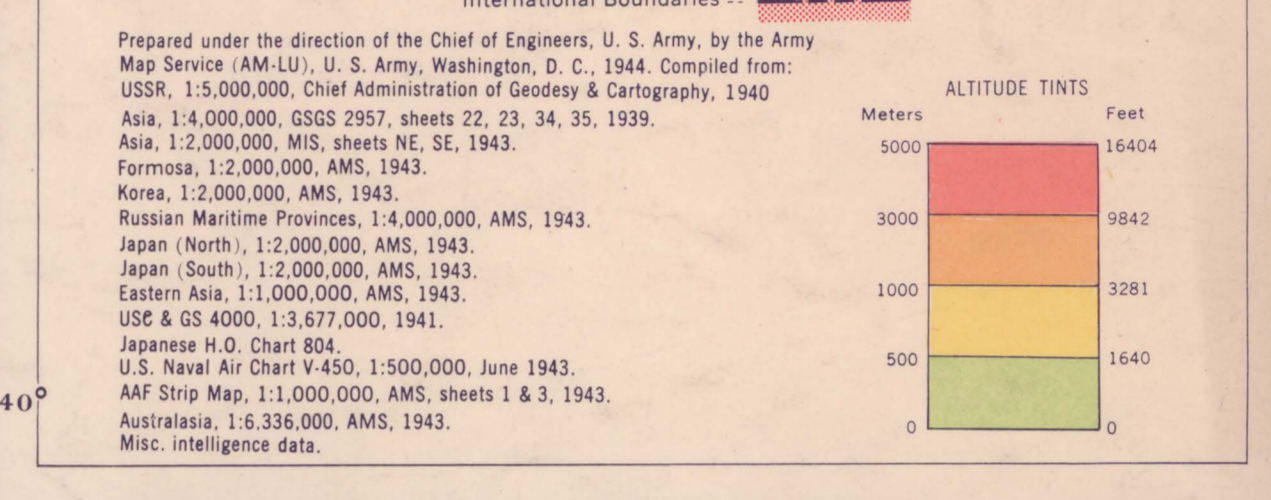 International Boundaries --
Prepared under the direction of the Chief of Engineers, U. S. Army, by the Army
Map Service (AM-LU), U. S. Army, Washington, D. C., 1944. Compiled from:
USSR, 1:5,000,000, Chief Administration of Geodesy & Cartography, 1940
Asia, 1:4,000,000, GSGS 2957, sheets 22, 23, 34, 35, 1939.
Asia, 1:2,000,000, MIS, sheets NE, SE, 1943.
Formosa, 1:2,000,000, AMS, 1943.
Korea, 1:2,000,000, AMS, 1943.
Russian Maritime Provinces, 1:4,000,000, AMS, 1943.
Japan (North), 1:2,000,000, AMS, 1943.
Japan (South), 1:2,000,000, AMS, 1943.
Eastern Asia, 1:1,000,000, AMS, 1943.
USC & GS 4000, 1:3,677,000, 1941.
Japanese H.O. Chart 804.
U.S. Naval Air Chart V-450, 1:500,000, June 1943.
AAF Strip Map, 1:1,000,000, AMS, sheets 1 & 3, 1943.
Australasia, 1:6,336,000, AMS, 1943.
Misc. intelligence data.
40°
ALTITUDE TINTS
Meters Feet
5000 16404
3000 9842
1000 3281
500 1640
0 0